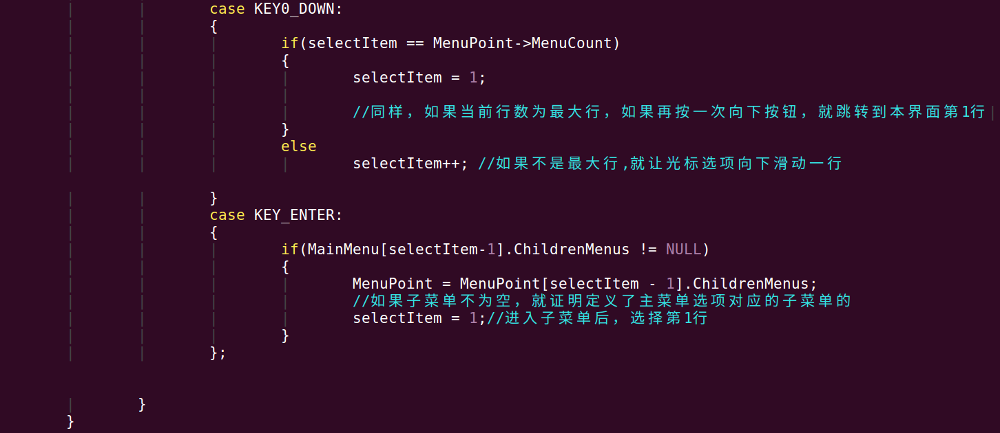 case KEY0_DOWN:
{
if(selectItem == MenuPoint->MenuCount)
{
selectItem = 1;
//同样，如果当前行数为最大行，如果再按一次向下按钮，就跳转到本界面第1行
}
else
selectItem++; //如果不是最大行,就让光标选项向下滑动一行
}
case KEY_ENTER:
{
if(MainMenu[selectItem-1].ChildrenMenus != NULL)
{
MenuPoint = MenuPoint[selectItem - 1].ChildrenMenus;
//如果子菜单不为空，就证明定义了主菜单选项对应的子菜单的
selectItem = 1;//进入子菜单后，选择第1行
}
};
}
}